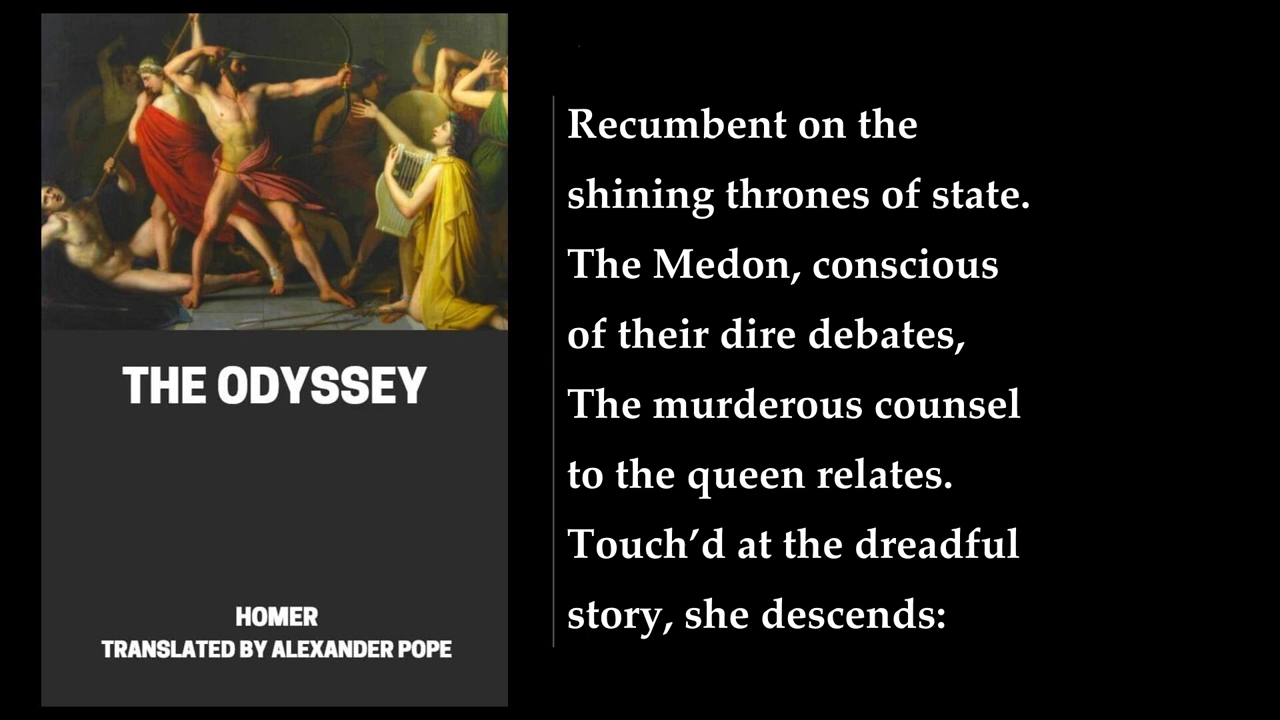 THE ODYSSEY
HOMER
TRANSLATED BY ALEXANDER POPE
Recumbent on the
shining thrones of state.
The Medon, conscious
of their dire debates,
The murderous counsel
to the queen relates.
Touch’d at the dreadful
story, she descends: